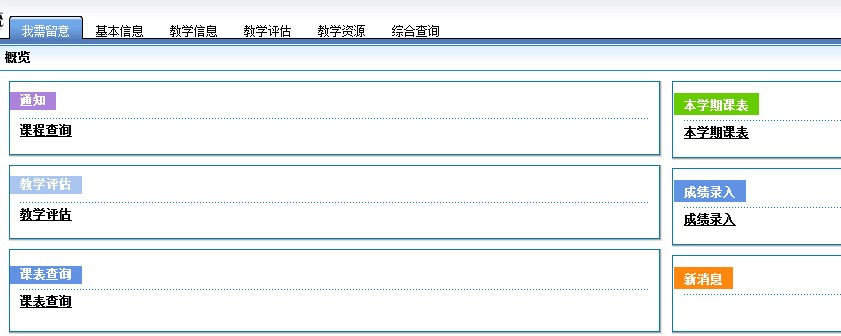 我需留意 基本信息 教学信息 教学评估 教学资源 综合查询
概览
通知
课程查询
教学评估
教学评估
课表查询
课表查询
本学期课表
本学期课表
成绩录入
成绩录入
新消息